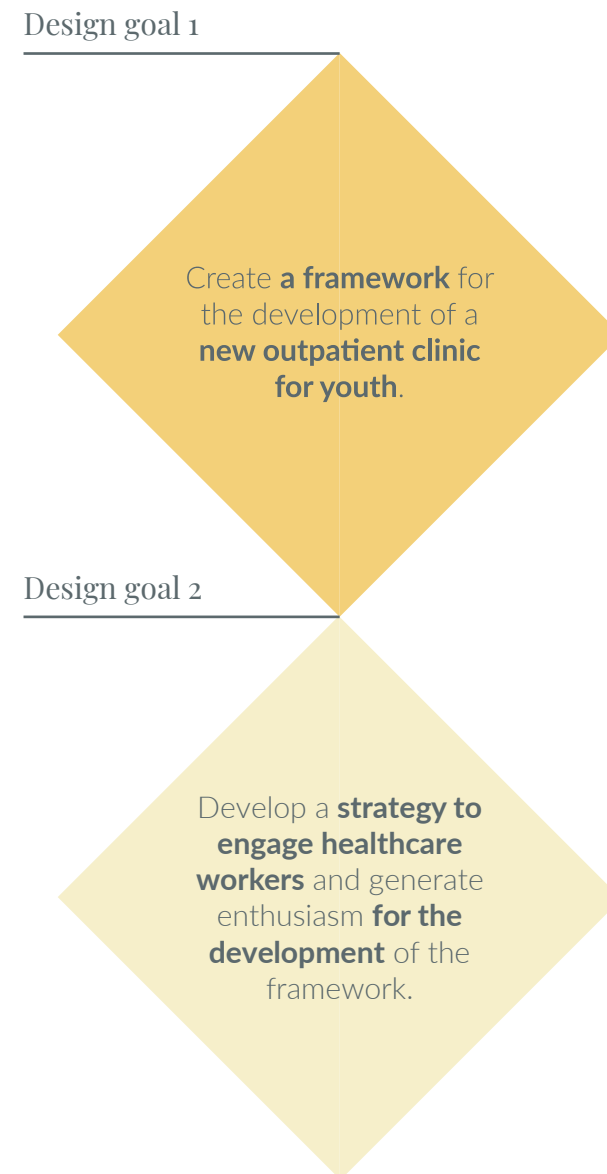 Design goal 1
Create a framework for
the development of a
new outpatient clinic
for youth.
Design goal 2
Develop a strategy to
engage healthcare
workers and generate
enthusiasm for the
development of the
framework.